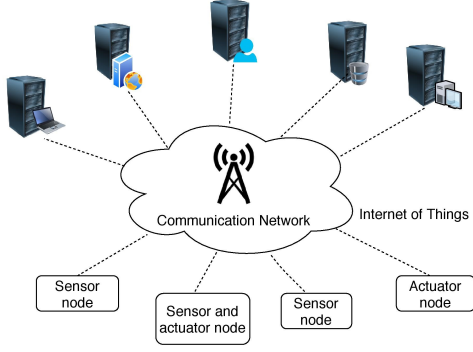 Communication Network
Internet of Things
Sensor
node
Sensor and
actuator node
Sensor
node
Actuator
node